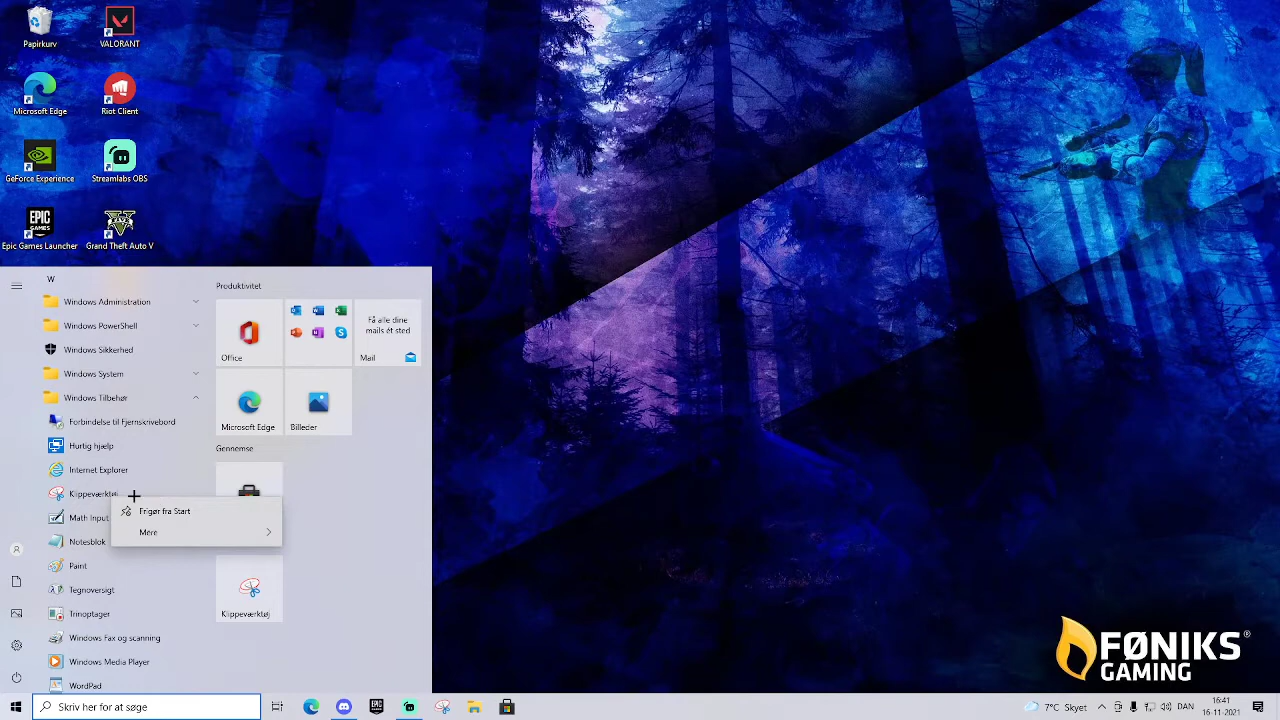 Papirkurv
VALORANT
Microsoft Edge
Riot Client
GeForce Experience
Streamlabs OBS
EPIC
GAMES
Epic Games Launcher
Grand Theft Auto V
W
Windows Administration
Windows PowerShell
Windows Sikkerhed
Windows System
Windows Tilbehør
Forbindelse til Fjernskrivebord
Hurtig hjælp
Internet Explorer
Klippeværktøj
Math Input
Notesblok
Paint
Tegnoversigt
Trinoptager
Windows Fax og scanning
Windows Media Player
WordPad
Frigør fra Start
Mere
Produktivitet
Office
Få alle dine
mails ét sted
Mail
Microsoft Edge
Billeder
Gennemse
Klippeværktøj
FØNIKS®
GAMING
Skriv her for at søge
7°C Skyet
DAN
16:41
16-11-2021